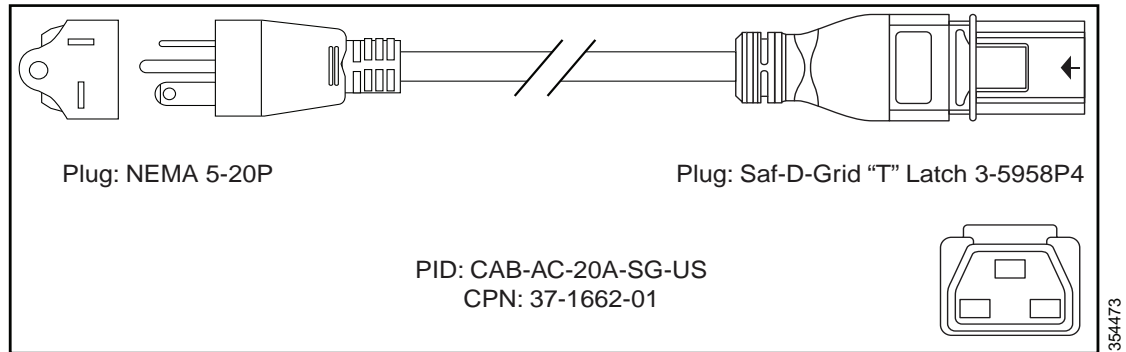 Plug: NEMA 5-20P
Plug: Saf-D-Grid “T” Latch 3-5958P4
PID: CAB-AC-20A-SG-US
CPN: 37-1662-01
354473